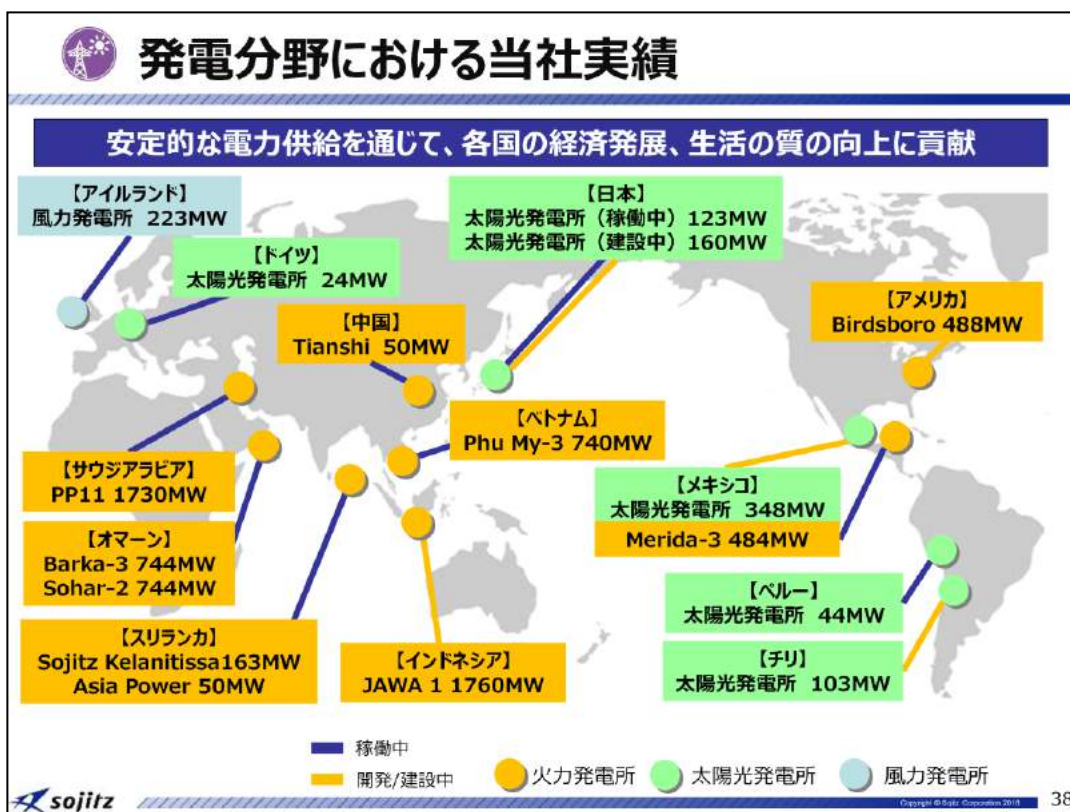 発電分野における当社実績
安定的な電力供給を通じて、各国の経済発展、生活の質の向上に貢献
【アイルランド】
風力発電所 223MW
【ドイツ】
太陽光発電所 24MW
【日本】
太陽光発電所（稼働中）123MW
太陽光発電所（建設中）160MW
【中国】
Tianshi 50MW
【アメリカ】
Birdsboro 488MW
【ベトナム】
Phu My-3 740MW
【サウジアラビア】
PP11 1730MW
【オマーン】
Barka-3 744MW
Sohar-2 744MW
【メキシコ】
太陽光発電所 348MW
Merida-3 484MW
【ペルー】
太陽光発電所 44MW
【スリランカ】
Sojitz Kelanitissa163MW
Asia Power 50MW
【インドネシア】
JAWA 1 1760MW
【チリ】
太陽光発電所 103MW
稼働中
開発/建設中
火力発電所
太陽光発電所
風力発電所
sojitz
Copyright © Sojitz Corporation 2018
38